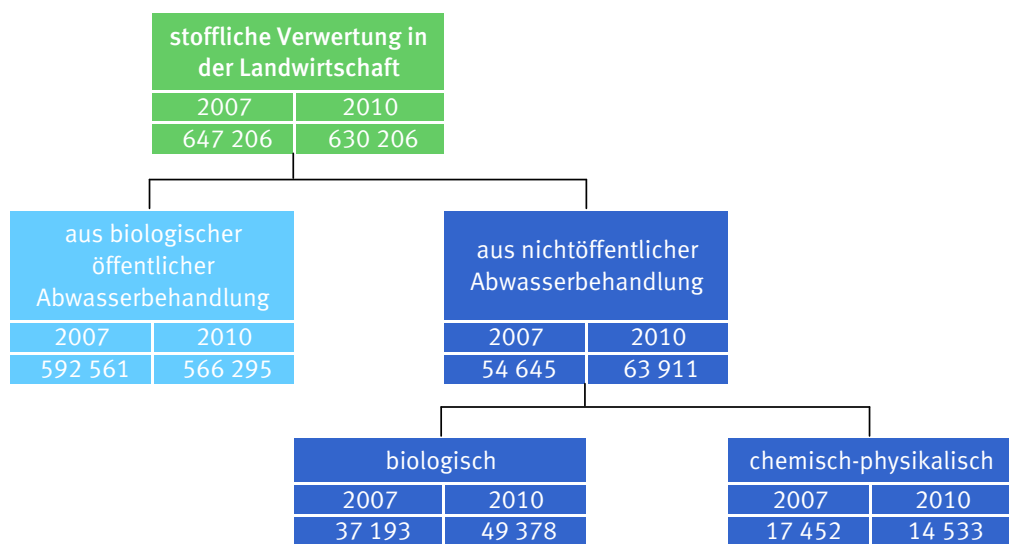 stoffliche Verwertung in
der Landwirtschaft
2007 2010
647 206 630 206
aus biologischer
öffentlicher
Abwasserbehandlung
2007 2010
592 561 566 295
aus nichtöffentlicher
Abwasserbehandlung
2007 2010
54 645 63 911
biologisch
2007 2010
37 193 49 378
chemisch-physikalisch
2007 2010
17 452 14 533